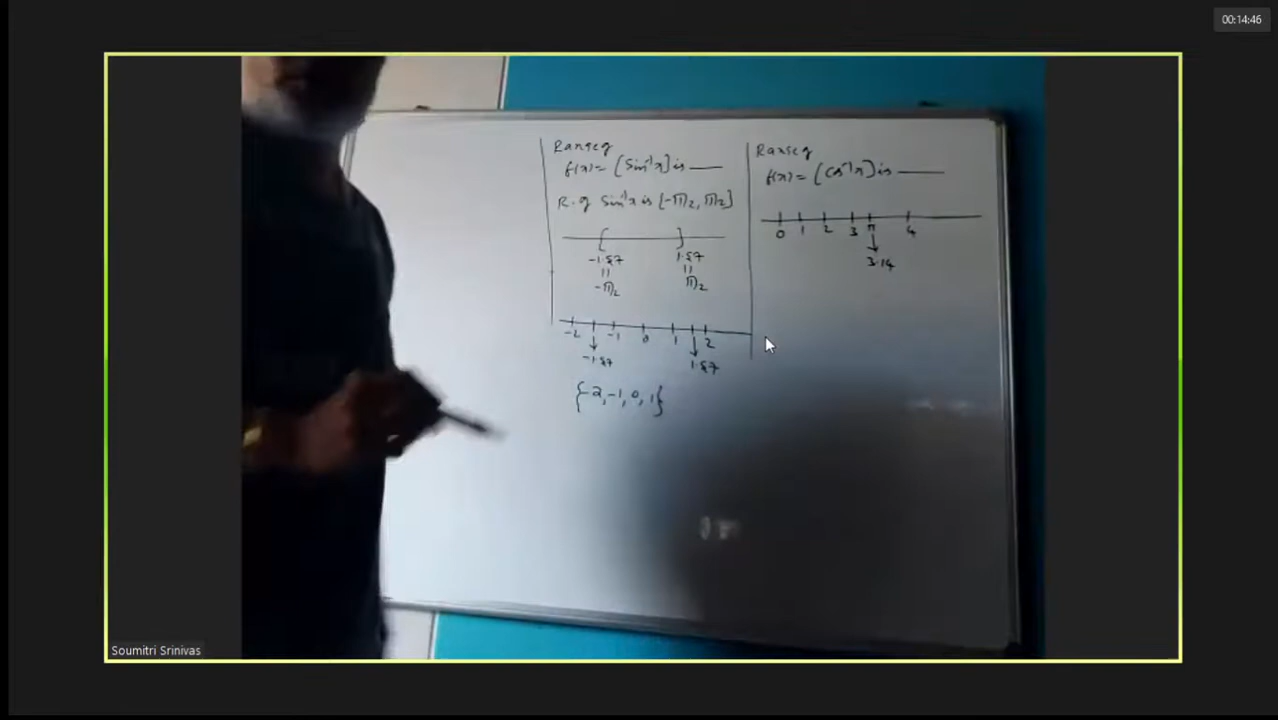 00:14:46
Range of
f(x) = [Sin⁻¹x] is ____
R. of Sin⁻¹x is [-π/2, π/2]
-1.57 1.57
|| ||
-π/2 π/2
-2 -1 0 1 2
-1.57 1.57
{-2, -1, 0, 1}
Range of
f(x) = [Cos⁻¹x] is ____
0 1 2 3 π 4
3.14
Soumitri Srinivas